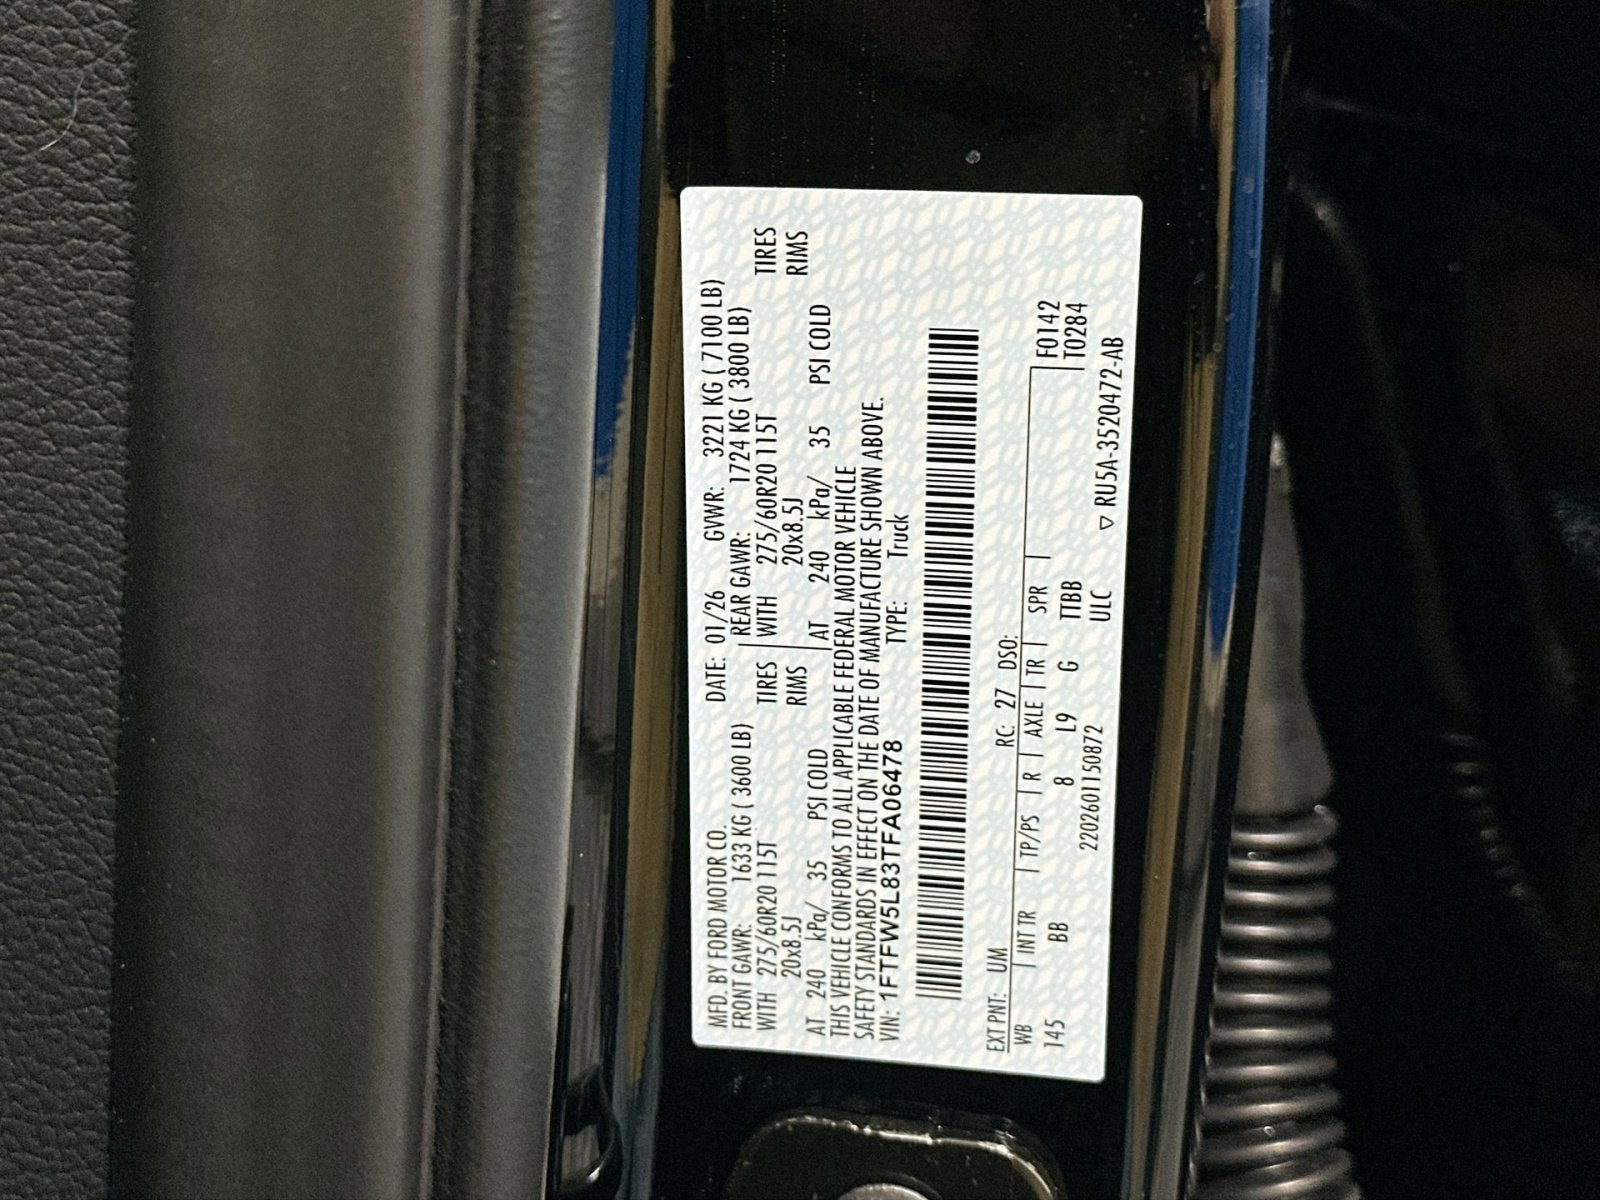 MFD. BY FORD MOTOR CO. DATE: 01/26 GVWR: 3221 KG ( 7100 LB)
FRONT GAWR: 1633 KG ( 3600 LB) REAR GAWR: 1724 KG ( 3800 LB)
WITH 275/60R20 115T TIRES WITH 275/60R20 115T TIRES
20x8.5J RIMS 20x8.5J RIMS
AT 240 kPa/ 35 PSI COLD AT 240 kPa/ 35 PSI COLD
THIS VEHICLE CONFORMS TO ALL APPLICABLE FEDERAL MOTOR VEHICLE
SAFETY STANDARDS IN EFFECT ON THE DATE OF MANUFACTURE SHOWN ABOVE.
VIN: 1FTFW5L83TFA06478 TYPE: Truck
EXT PNT: UM RC: 27 DSO:
WB INT TR TP/PS R AXLE TR SPR F0142
145 BB 8 L9 G TTBB T0284
2202601150872 ULC
▽ RU5A-3520472-AB